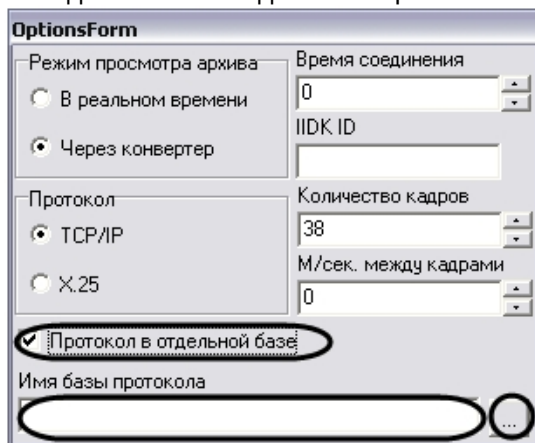 OptionsForm
Режим просмотра архива
В реальном времени
Через конвертер
Время соединения
0
IIDK ID
Протокол
TCP/IP
X.25
Количество кадров
38
М/сек. между кадрами
0
Протокол в отдельной базе
Имя базы протокола
...